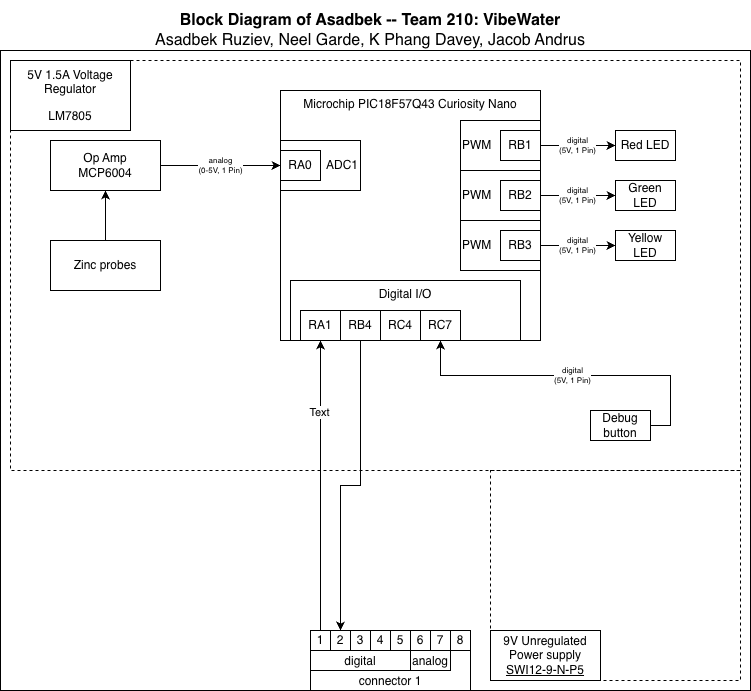 Block Diagram of Asadbek -- Team 210: VibeWater
Asadbek Ruziev, Neel Garde, K Phang Davey, Jacob Andrus
5V 1.5A Voltage
Regulator
LM7805
Microchip PIC18F57Q43 Curiosity Nano
Op Amp
MCP6004
analog
(0-5V, 1 Pin)
RA0
ADC1
PWM
RB1
digital
(5V, 1 Pin)
Red LED
PWM
RB2
digital
(5V, 1 Pin)
Green
LED
PWM
RB3
digital
(5V, 1 Pin)
Yellow
LED
Zinc probes
Digital I/O
RA1 RB4 RC4 RC7
digital
(5V, 1 Pin)
Text
Debug
button
1 2 3 4 5 6 7 8
digital analog
connector 1
9V Unregulated
Power supply
SWI12-9-N-P5